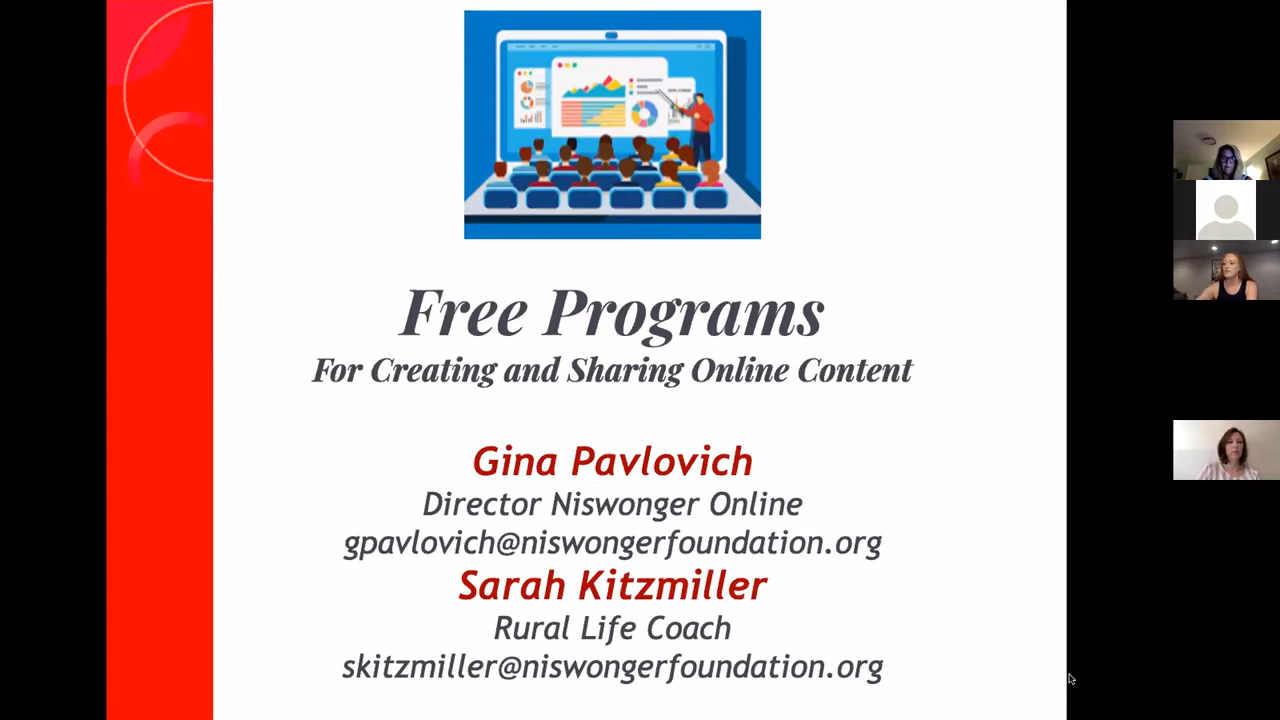 Free Programs
For Creating and Sharing Online Content
Gina Pavlovich
Director Niswonger Online
gpavlovich@niswongerfoundation.org
Sarah Kitzmiller
Rural Life Coach
skitzmiller@niswongerfoundation.org